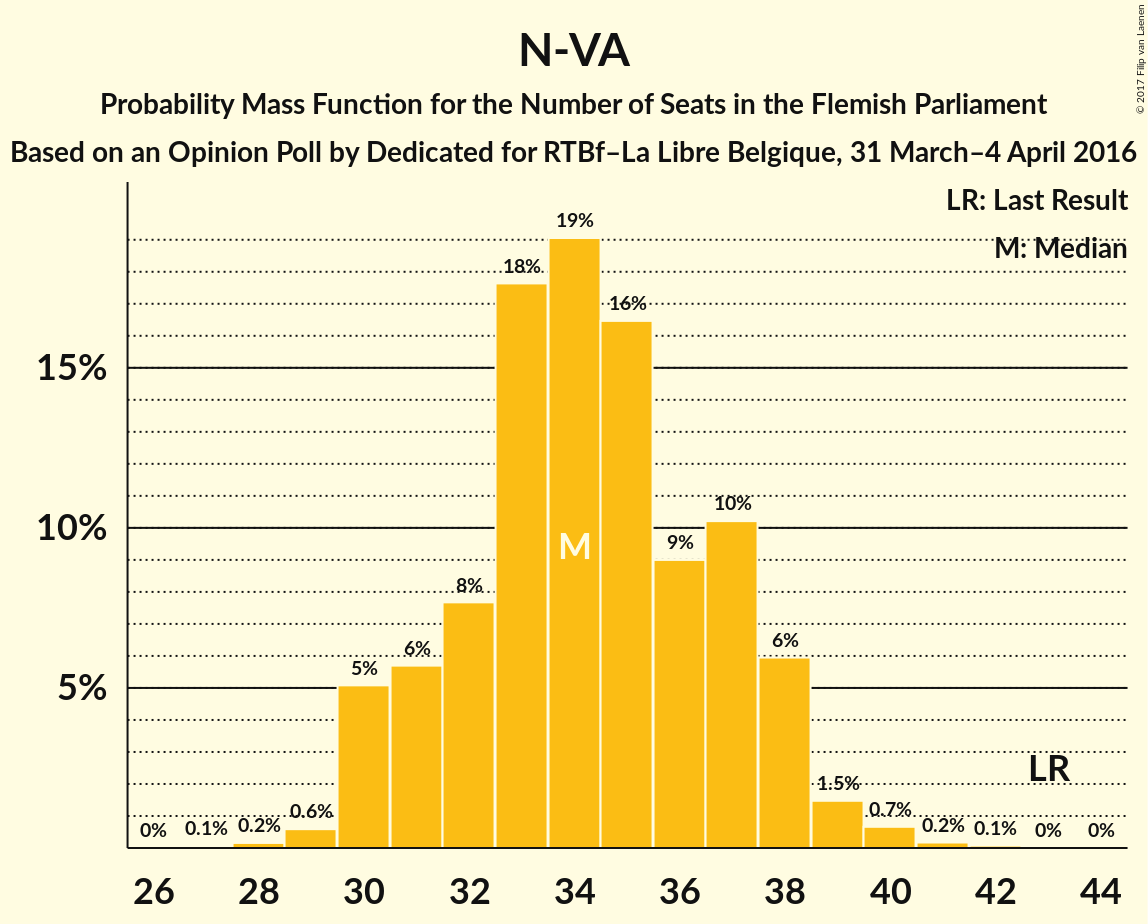 N-VA
Probability Mass Function for the Number of Seats in the Flemish Parliament
Based on an Opinion Poll by Dedicated for RTBf–La Libre Belgique, 31 March–4 April 2016
© 2017 Filip van Laenen
LR: Last Result
M: Median
15%
10%
5%
0%
0.1%
0.2%
0.6%
5%
6%
8%
18%
19%
16%
9%
10%
6%
1.5%
0.7%
0.2%
0.1%
0%
0%
M
LR
26 28 30 32 34 36 38 40 42 44